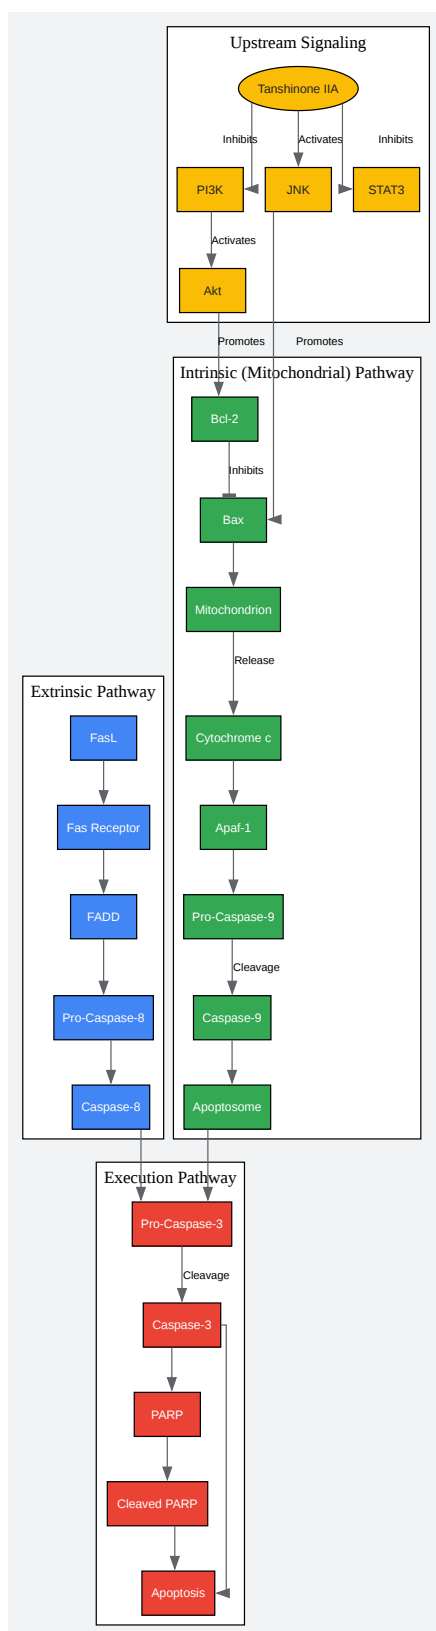 Upstream Signaling
Tanshinone IIA
Inhibits
Activates
Inhibits
PI3K
JNK
STAT3
Activates
Akt
Promotes
Promotes
Intrinsic (Mitochondrial) Pathway
Bcl-2
Inhibits
Bax
Mitochondrion
Release
Cytochrome c
Apaf-1
Pro-Caspase-9
Cleavage
Caspase-9
Apoptosome
Extrinsic Pathway
FasL
Fas Receptor
FADD
Pro-Caspase-8
Caspase-8
Execution Pathway
Pro-Caspase-3
Cleavage
Caspase-3
PARP
Cleaved PARP
Apoptosis